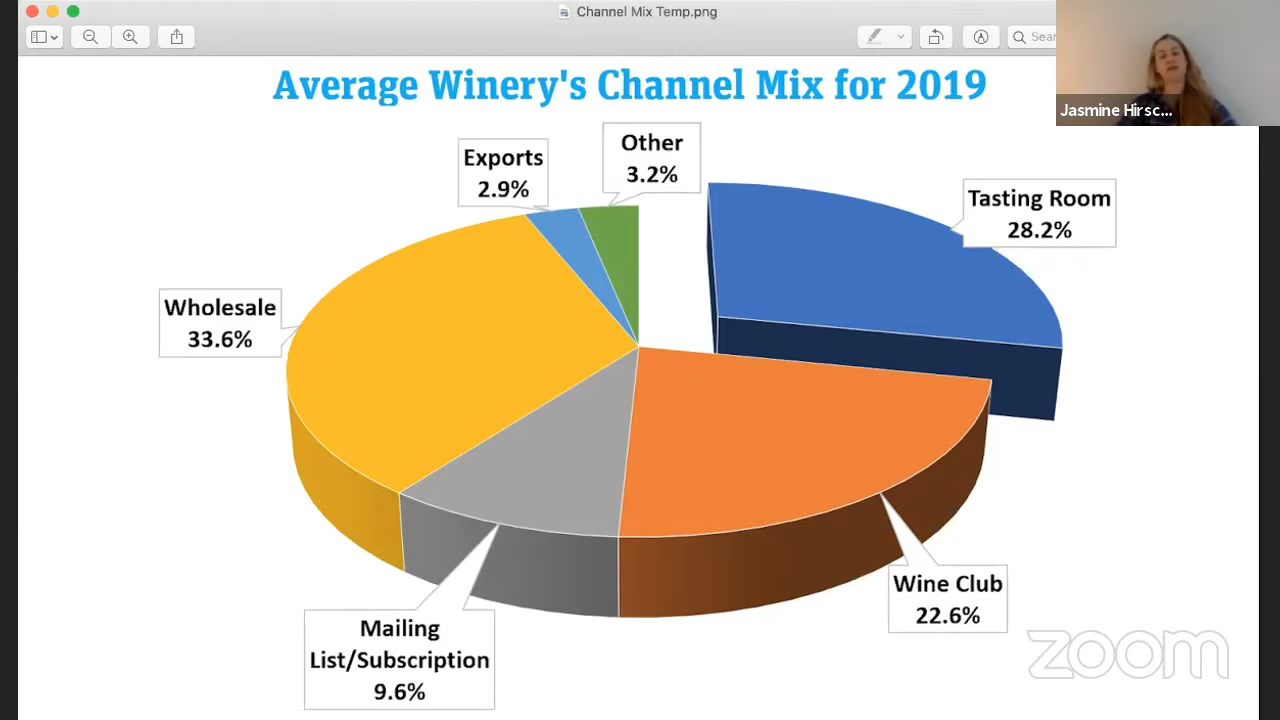 Channel Mix Temp.png
Sear
Average Winery's Channel Mix for 2019
Jasmine Hirsc...
Other
3.2%
Exports
2.9%
Tasting Room
28.2%
Wholesale
33.6%
Wine Club
22.6%
Mailing
List/Subscription
9.6%
zoom